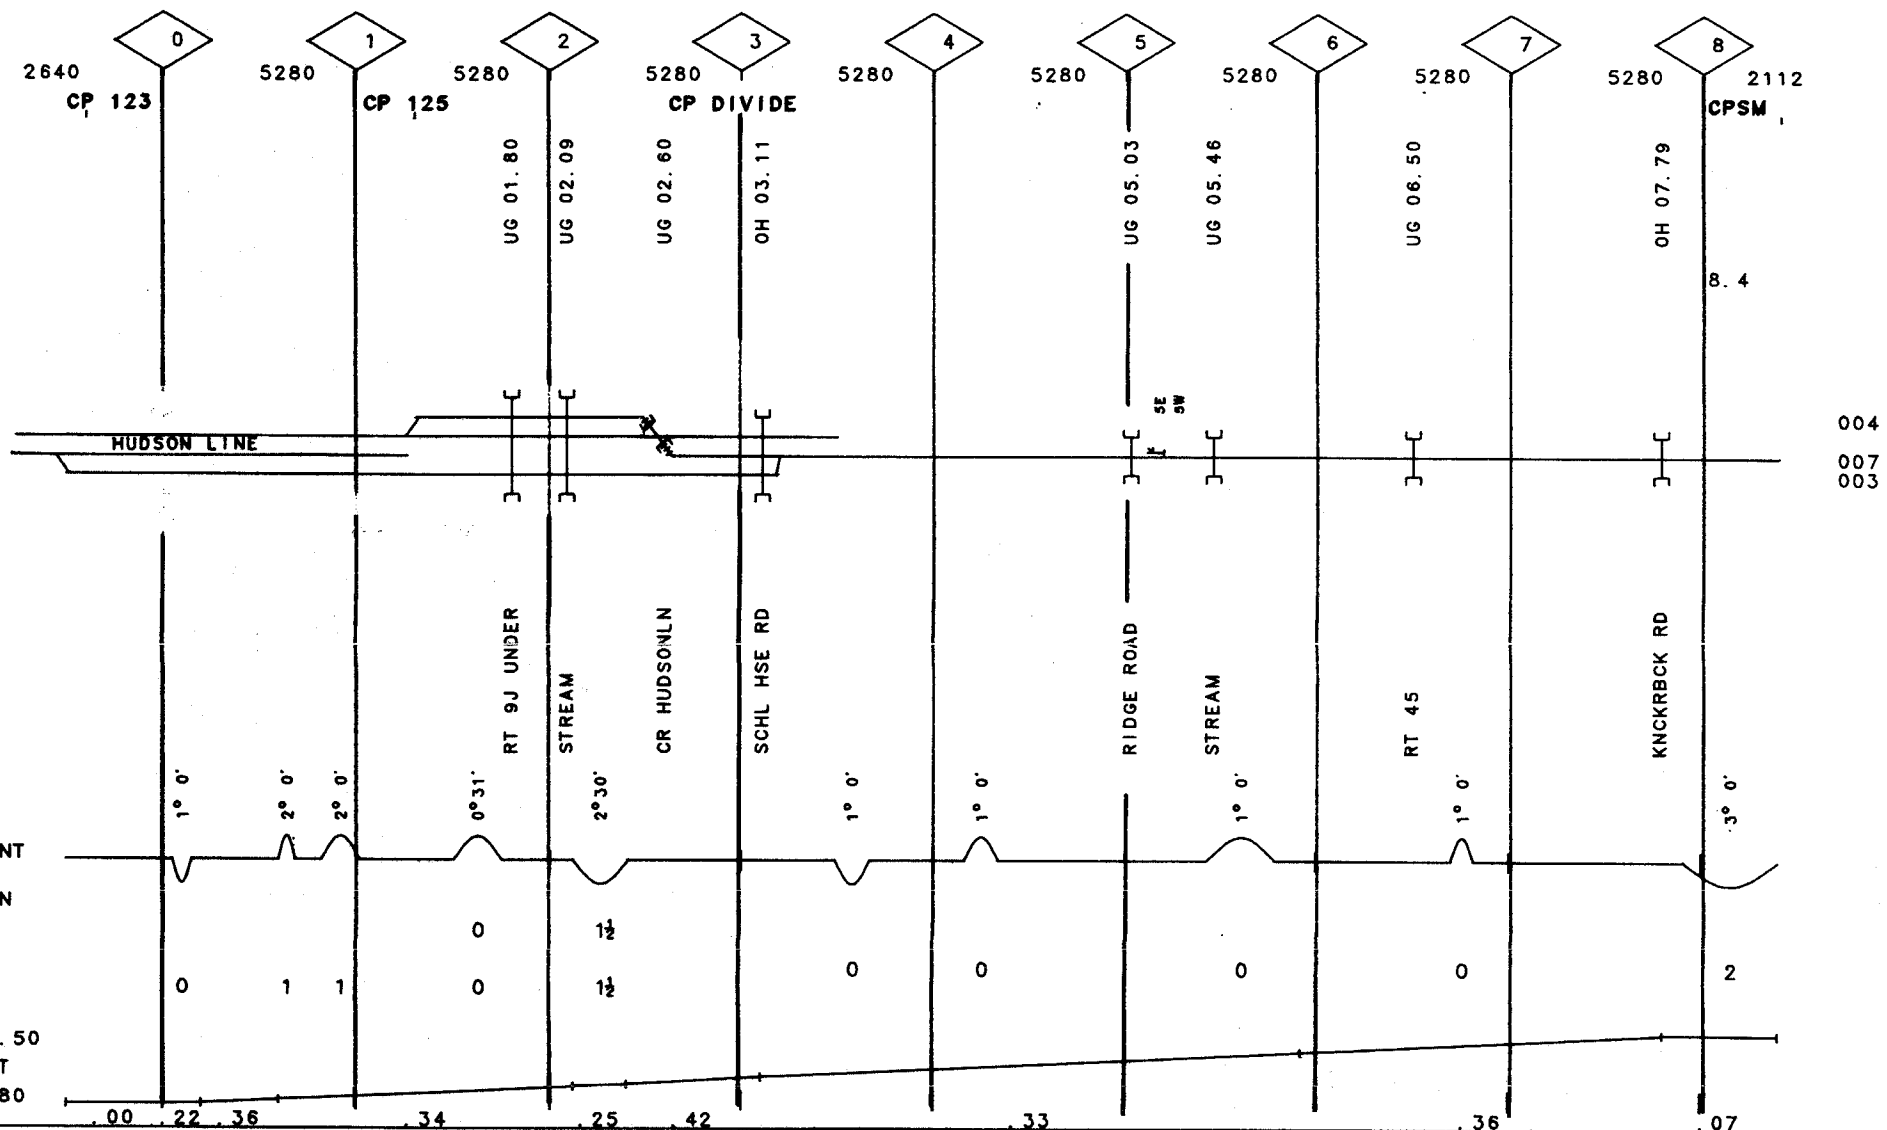 0 1 2 3 4 5 6 7 8
2640 5280 5280 5280 5280 5280 5280 5280 5280 2112
CP 123 CP 125 CP DIVIDE CPSM
UG 01.80
UG 02.09
UG 02.60
OH 03.11
UG 05.03
UG 05.46
UG 06.50
OH 07.79
8.4
5E
5W
004
HUDSON LINE
007
003
RT 9J UNDER
STREAM
CR HUDSONLN
SCHL HSE RD
RIDGE ROAD
STREAM
RT 45
KNCKRBCK RD
1° 0'
2° 0'
2° 0'
0°31'
2°30'
1° 0'
1° 0'
1° 0'
1° 0'
3° 0'
NT
N
0 1½
0 0 0 0 2
0 1 1 0 1½
.50
T
80
.00 .22 .36 .34 .25 .42 .33 .36 .07